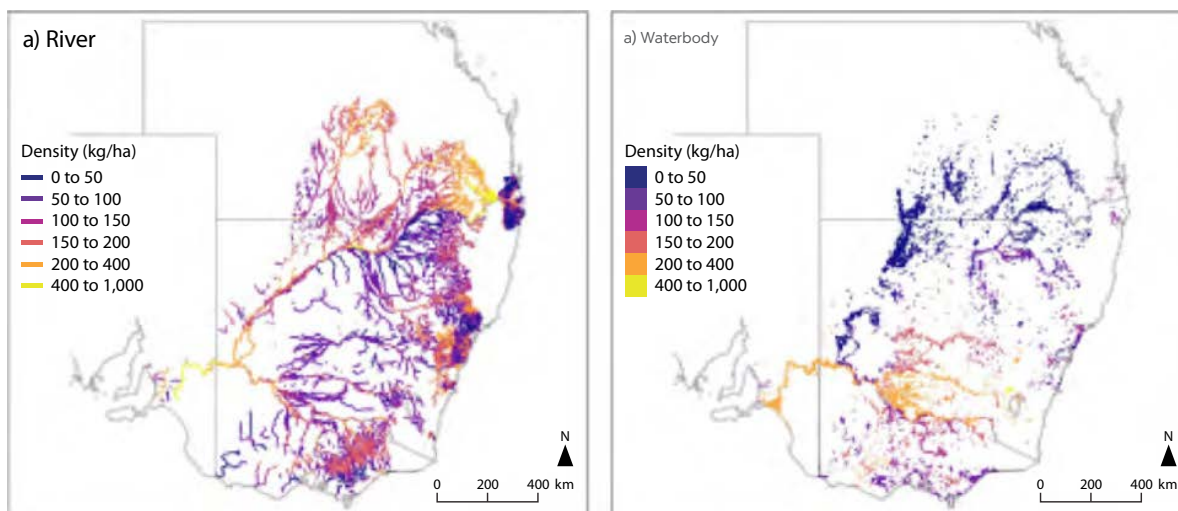 a) River
Density (kg/ha)
0 to 50
50 to 100
100 to 150
150 to 200
200 to 400
400 to 1,000
N
0 200 400 km
a) Waterbody
Density (kg/ha)
0 to 50
50 to 100
100 to 150
150 to 200
200 to 400
400 to 1,000
N
0 200 400 km